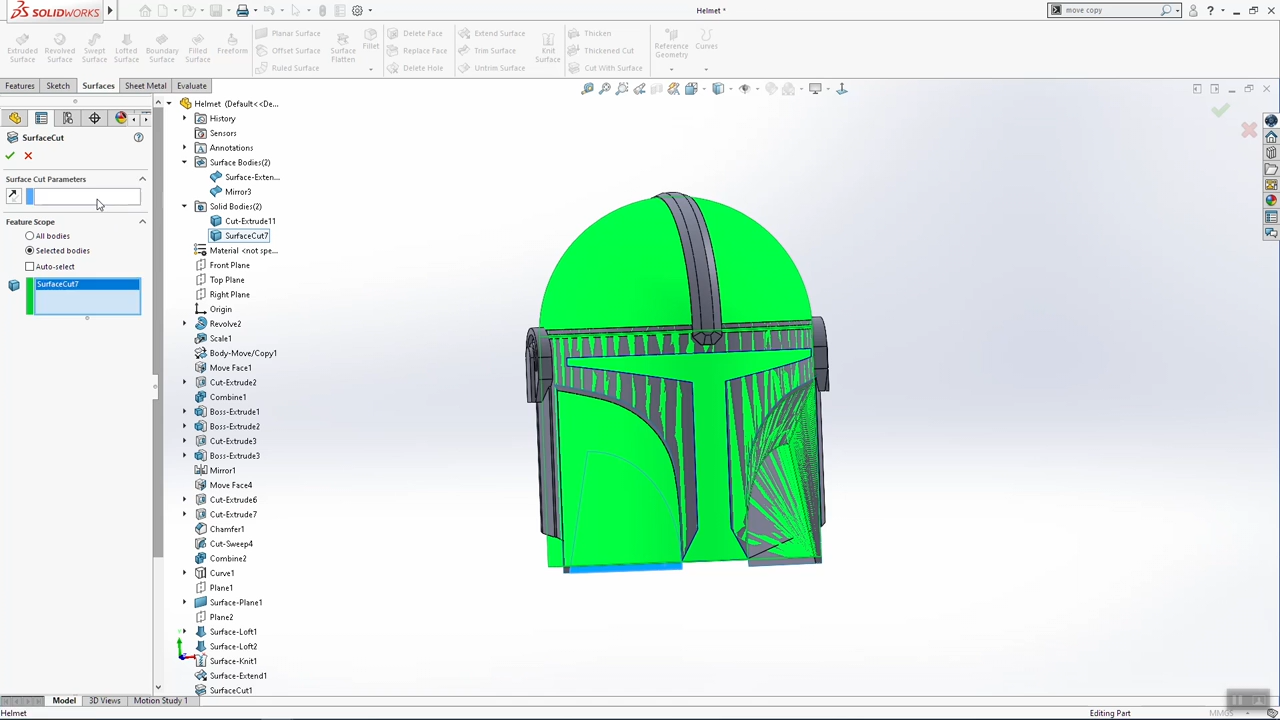 SOLIDWORKS
Helmet *
move copy
Extruded Surface
Revolved Surface
Swept Surface
Lofted Surface
Boundary Surface
Filled Surface
Freeform
Planar Surface
Offset Surface
Ruled Surface
Surface Flatten
Fillet
Delete Face
Replace Face
Delete Hole
Extend Surface
Trim Surface
Untrim Surface
Knit Surface
Thicken
Thickened Cut
Cut With Surface
Reference Geometry
Curves
Features
Sketch
Surfaces
Sheet Metal
Evaluate
SurfaceCut
Surface Cut Parameters
Feature Scope
All bodies
Selected bodies
Auto-select
SurfaceCut7
Helmet (Default<<De...
History
Sensors
Annotations
Surface Bodies(2)
Surface-Exten...
Mirror3
Solid Bodies(2)
Cut-Extrude11
SurfaceCut7
Material <not spe...
Front Plane
Top Plane
Right Plane
Origin
Revolve2
Scale1
Body-Move/Copy1
Move Face1
Cut-Extrude2
Combine1
Boss-Extrude1
Boss-Extrude2
Cut-Extrude3
Boss-Extrude3
Mirror1
Move Face4
Cut-Extrude6
Cut-Extrude7
Chamfer1
Cut-Sweep4
Combine2
Curve1
Plane1
Surface-Plane1
Plane2
Surface-Loft1
Surface-Loft2
Surface-Knit1
Surface-Extend1
SurfaceCut1
Model
3D Views
Motion Study 1
Helmet
Editing Part
MMGS